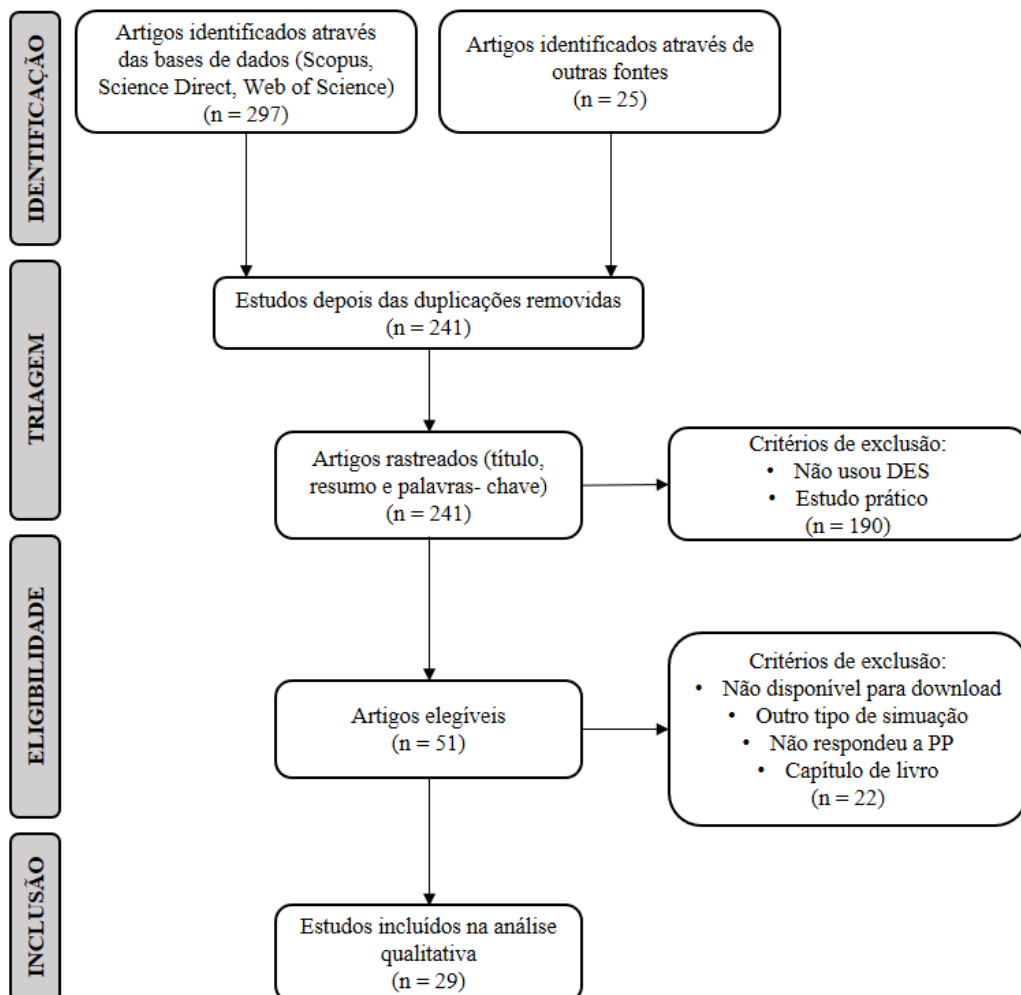 IDENTIFICAÇÃO
Artigos identificados através
das bases de dados (Scopus,
Science Direct, Web of Science)
(n = 297)
Artigos identificados através de
outras fontes
(n = 25)
TRIAGEM
Estudos depois das duplicações removidas
(n = 241)
Artigos rastreados (título,
resumo e palavras- chave)
(n = 241)
Critérios de exclusão:
• Não usou DES
• Estudo prático
(n = 190)
ELIGIBILIDADE
Artigos elegíveis
(n = 51)
Critérios de exclusão:
• Não disponível para download
• Outro tipo de simuação
• Não respondeu a PP
• Capítulo de livro
(n = 22)
INCLUSÃO
Estudos incluídos na análise
qualitativa
(n = 29)